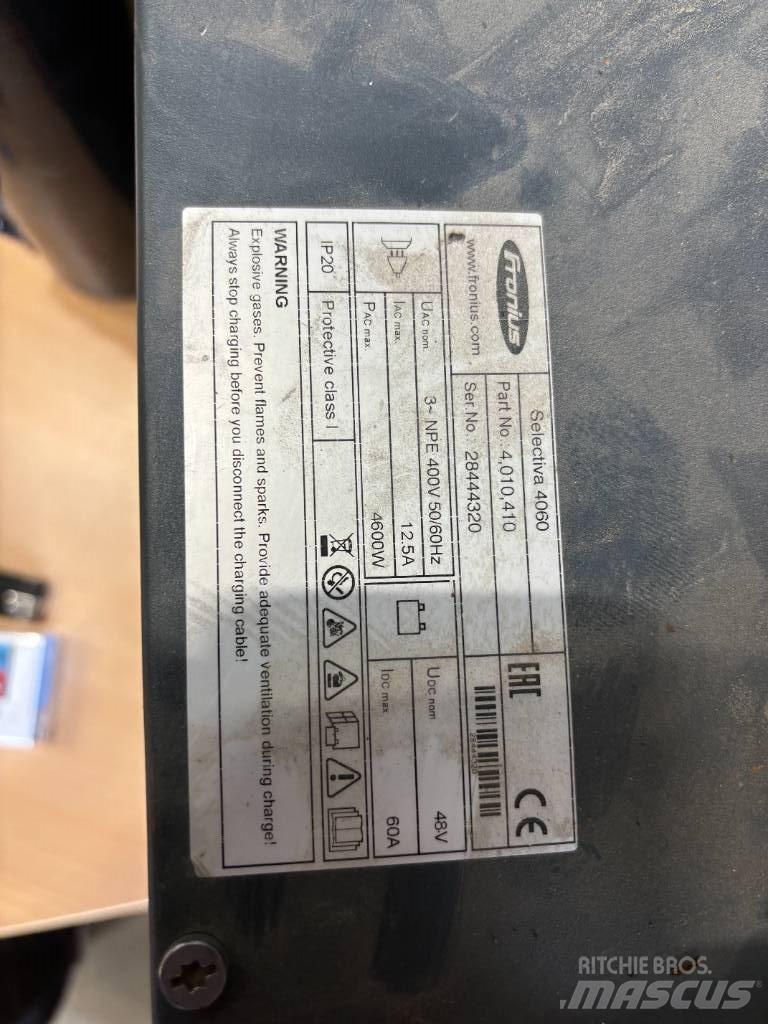 Fronius
www.fronius.com
Selectiva 4060
Part No.: 4,010,410
Ser.No.: 28444320
EAC
CE
28444320
UAC nom. 3~ NPE 400V 50/60Hz
IAC max. 12.5A
PAC max. 4600W
UDC nom 48V
IDC max. 60A
IP20 Protective class I
WARNING
Explosive gases. Prevent flames and sparks. Provide adequate ventilation during charge!
Always stop charging before you disconnect the charging cable!
RITCHIE BROS.
MASCUS